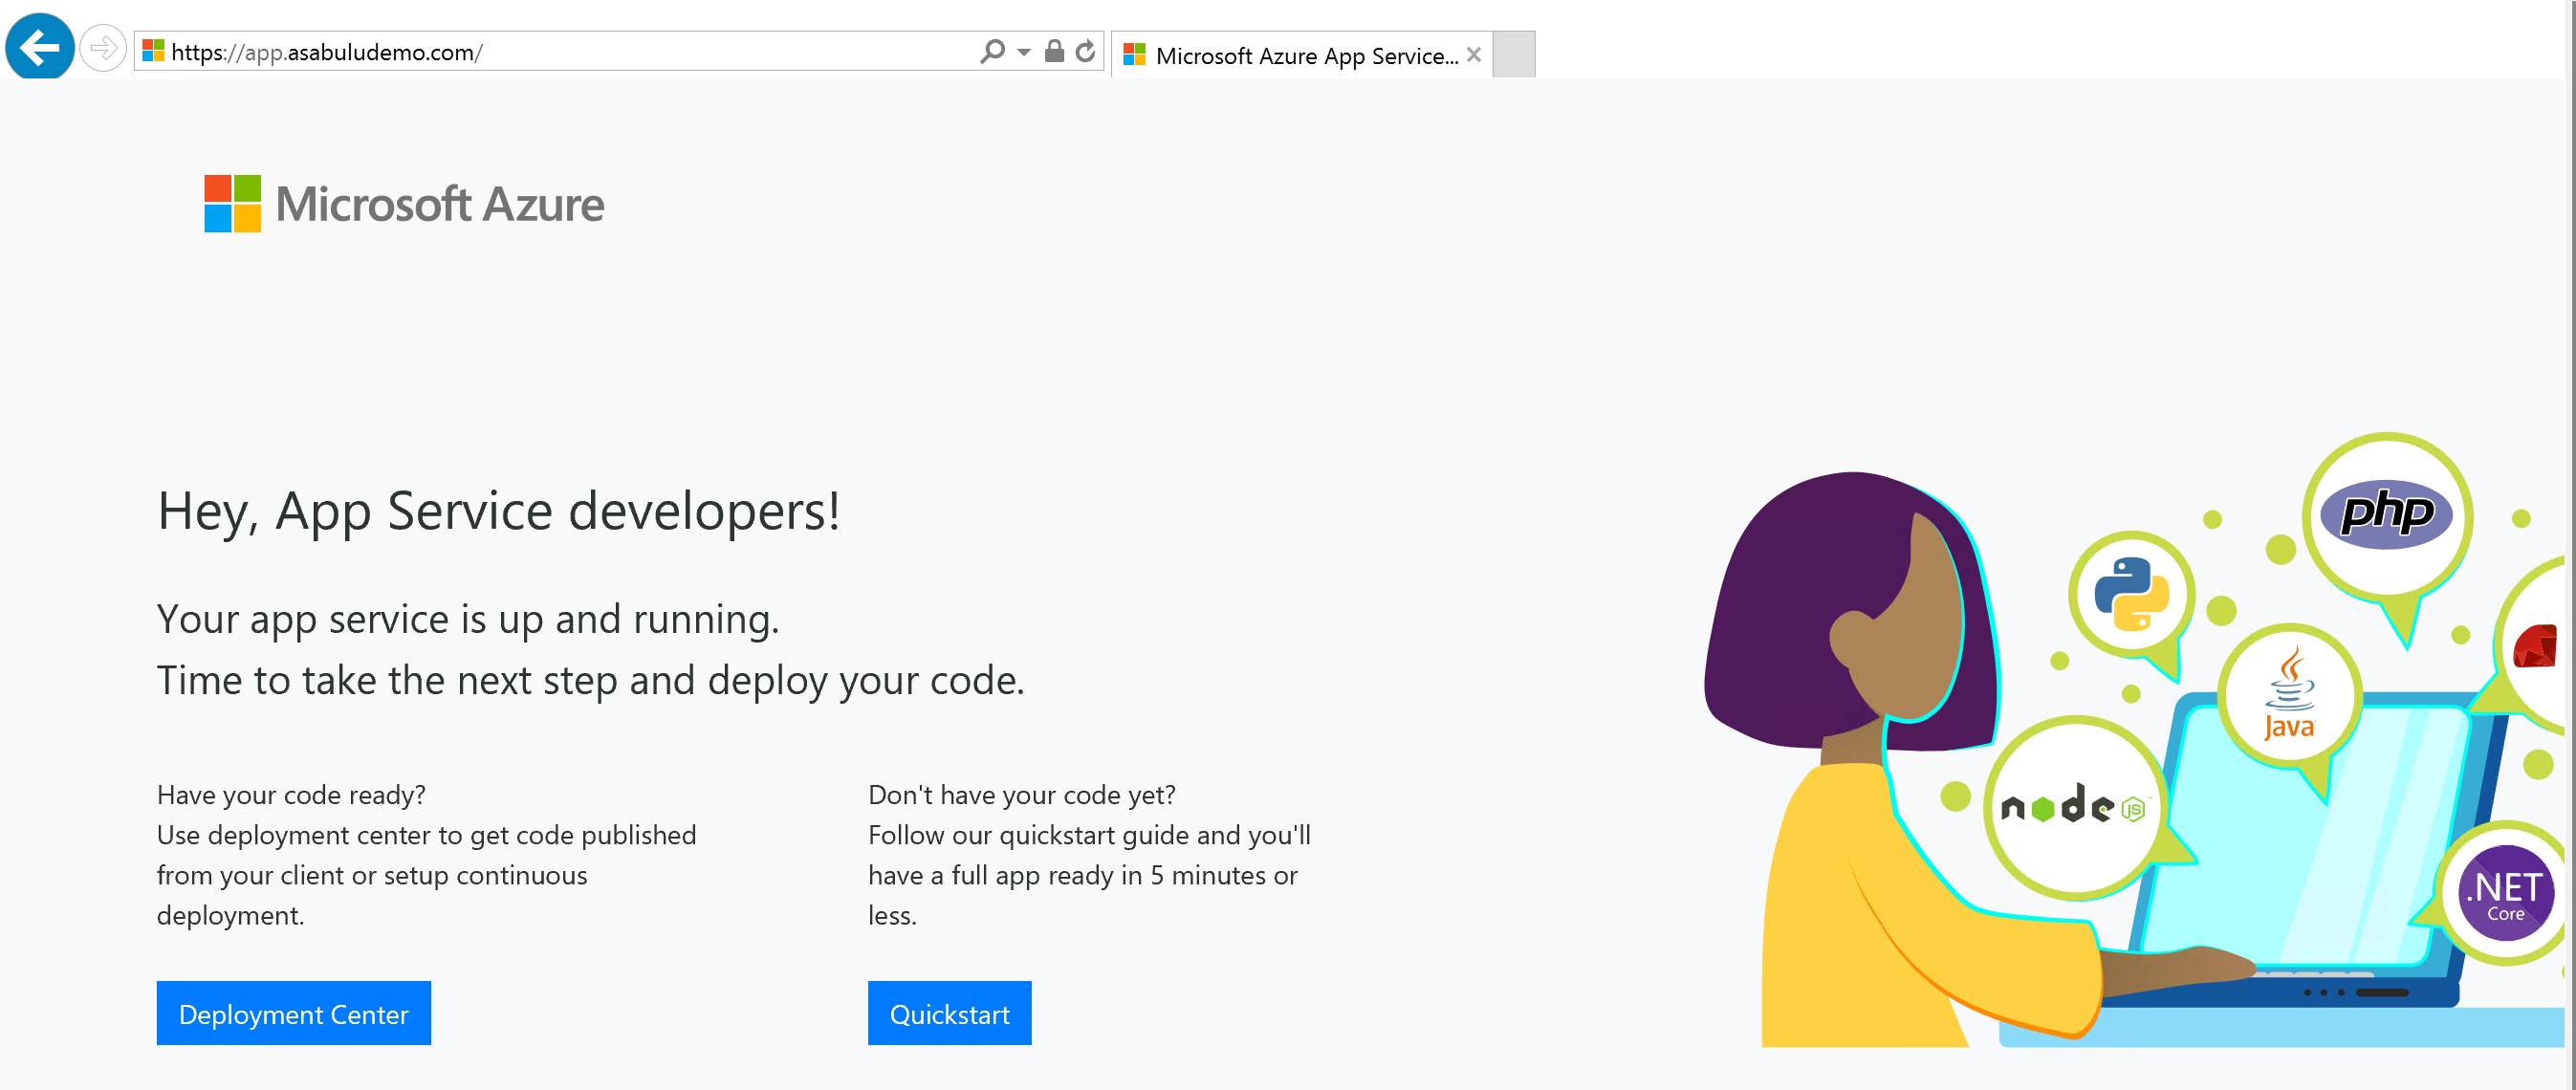 https://app.asabuludemo.com/
Microsoft Azure App Service...
Microsoft Azure
Hey, App Service developers!
Your app service is up and running.
Time to take the next step and deploy your code.
Have your code ready?
Use deployment center to get code published
from your client or setup continuous
deployment.
Deployment Center
Don't have your code yet?
Follow our quickstart guide and you'll
have a full app ready in 5 minutes or
less.
Quickstart
php
Java
node
JS
.NET
Core